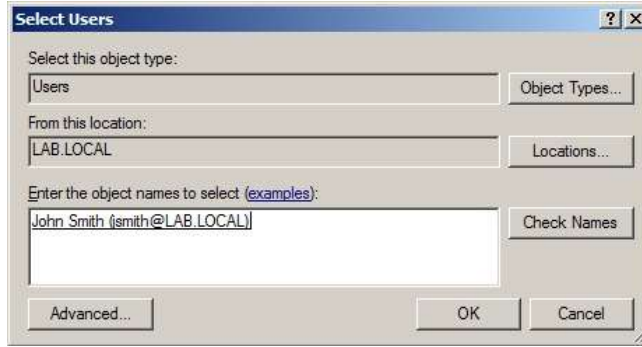 Select Users
Select this object type:
Users
Object Types...
From this location:
LAB.LOCAL
Locations...
Enter the object names to select (examples):
John Smith (jsmith@LAB.LOCAL)
Check Names
Advanced...
OK
Cancel